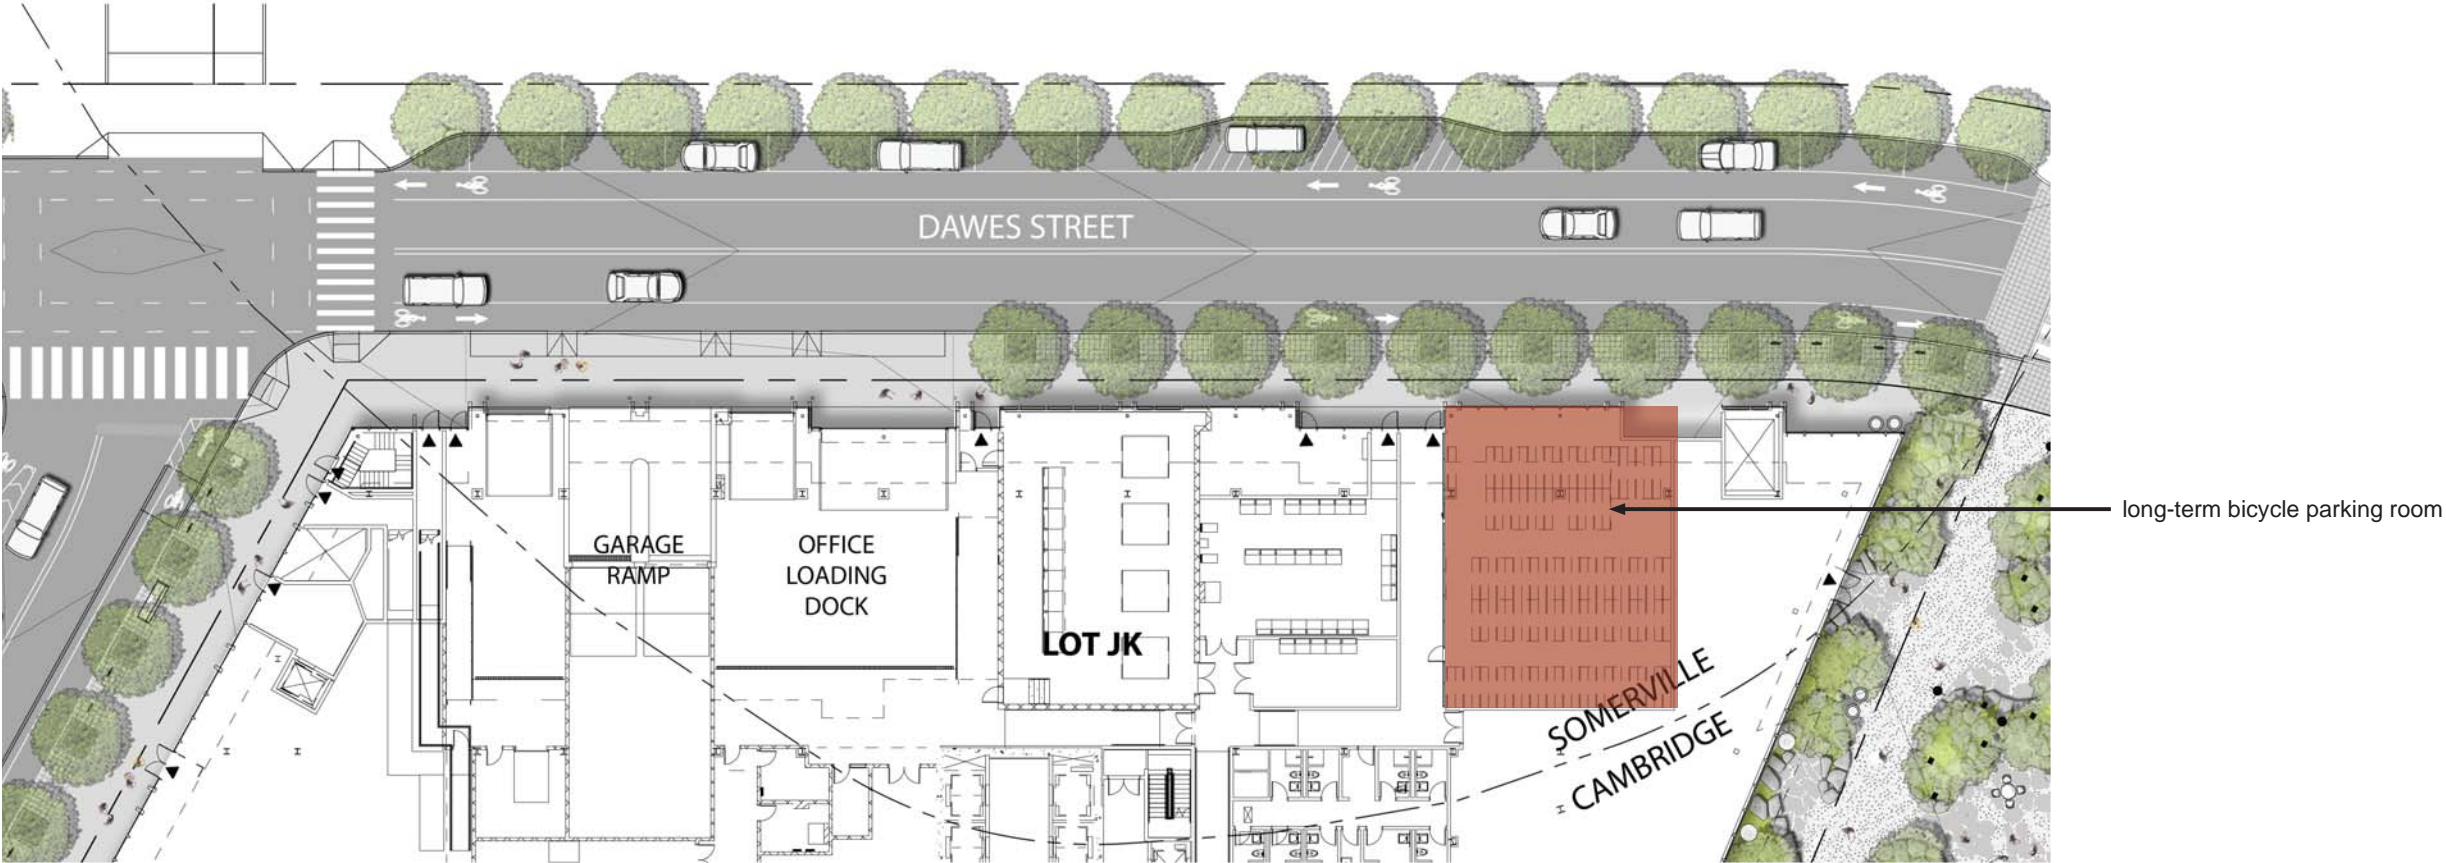 DAWES STREET
long-term bicycle parking room
GARAGE
RAMP
OFFICE
LOADING
DOCK
LOT JK
SOMERVILLE
CAMBRIDGE